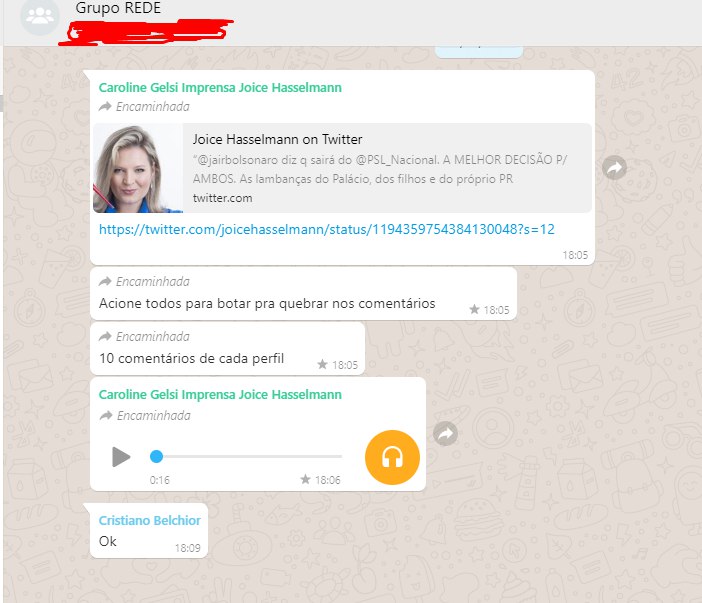 Grupo REDE
Caroline Gelsi Imprensa Joice Hasselmann
Encaminhada
Joice Hasselmann on Twitter
"@jairbolsonaro diz q sairá do @PSL_Nacional. A MELHOR DECISÃO P/
AMBOS. As lambanças do Palácio, dos filhos e do próprio PR
twitter.com
https://twitter.com/joicehasselmann/status/1194359754384130048?s=12
18:05
Encaminhada
Acione todos para botar pra quebrar nos comentários
18:05
Encaminhada
10 comentários de cada perfil
18:05
Caroline Gelsi Imprensa Joice Hasselmann
Encaminhada
0:16
18:06
Cristiano Belchior
Ok
18:09